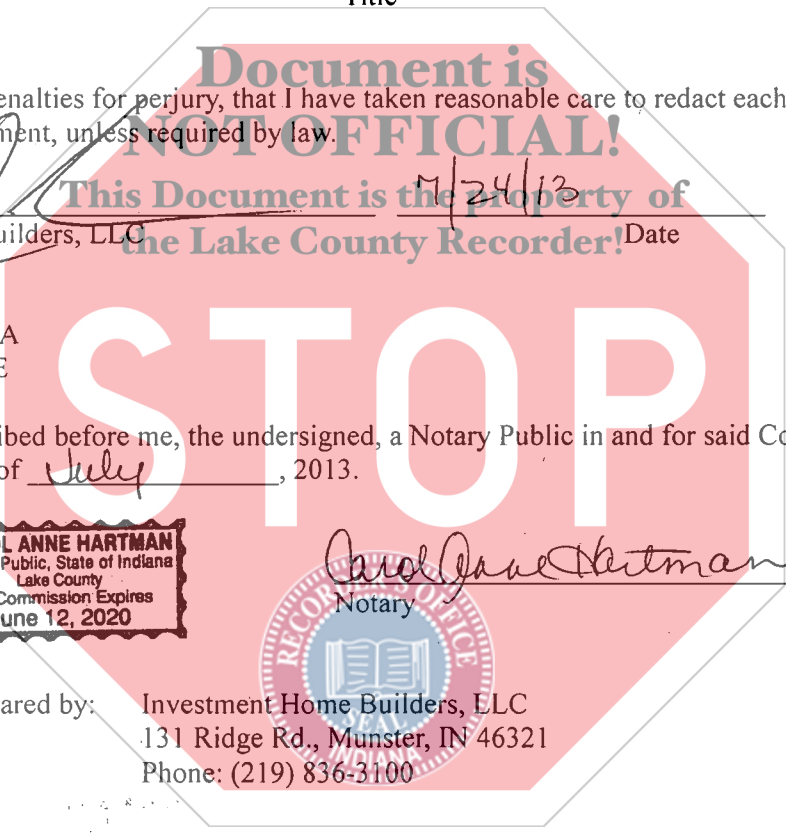 Title
Document is
enalties for perjury, that I have taken reasonable care to redact each
ment, unless required by law.
NOT OFFICIAL!
7/24/13
This Document is the property of
uilders, LLC
Date
the Lake County Recorder!
A
E
STOP
ibed before me, the undersigned, a Notary Public in and for said Co
of July, 2013.
L ANNE HARTMAN
Public, State of Indiana
Lake County
Commission Expires
une 12, 2020
Carol Anne Hartman
Notary
RECORDER'S OFFICE
SEAL
INDIANA
ared by: Investment Home Builders, LLC
131 Ridge Rd., Munster, IN 46321
Phone: (219) 836-3100